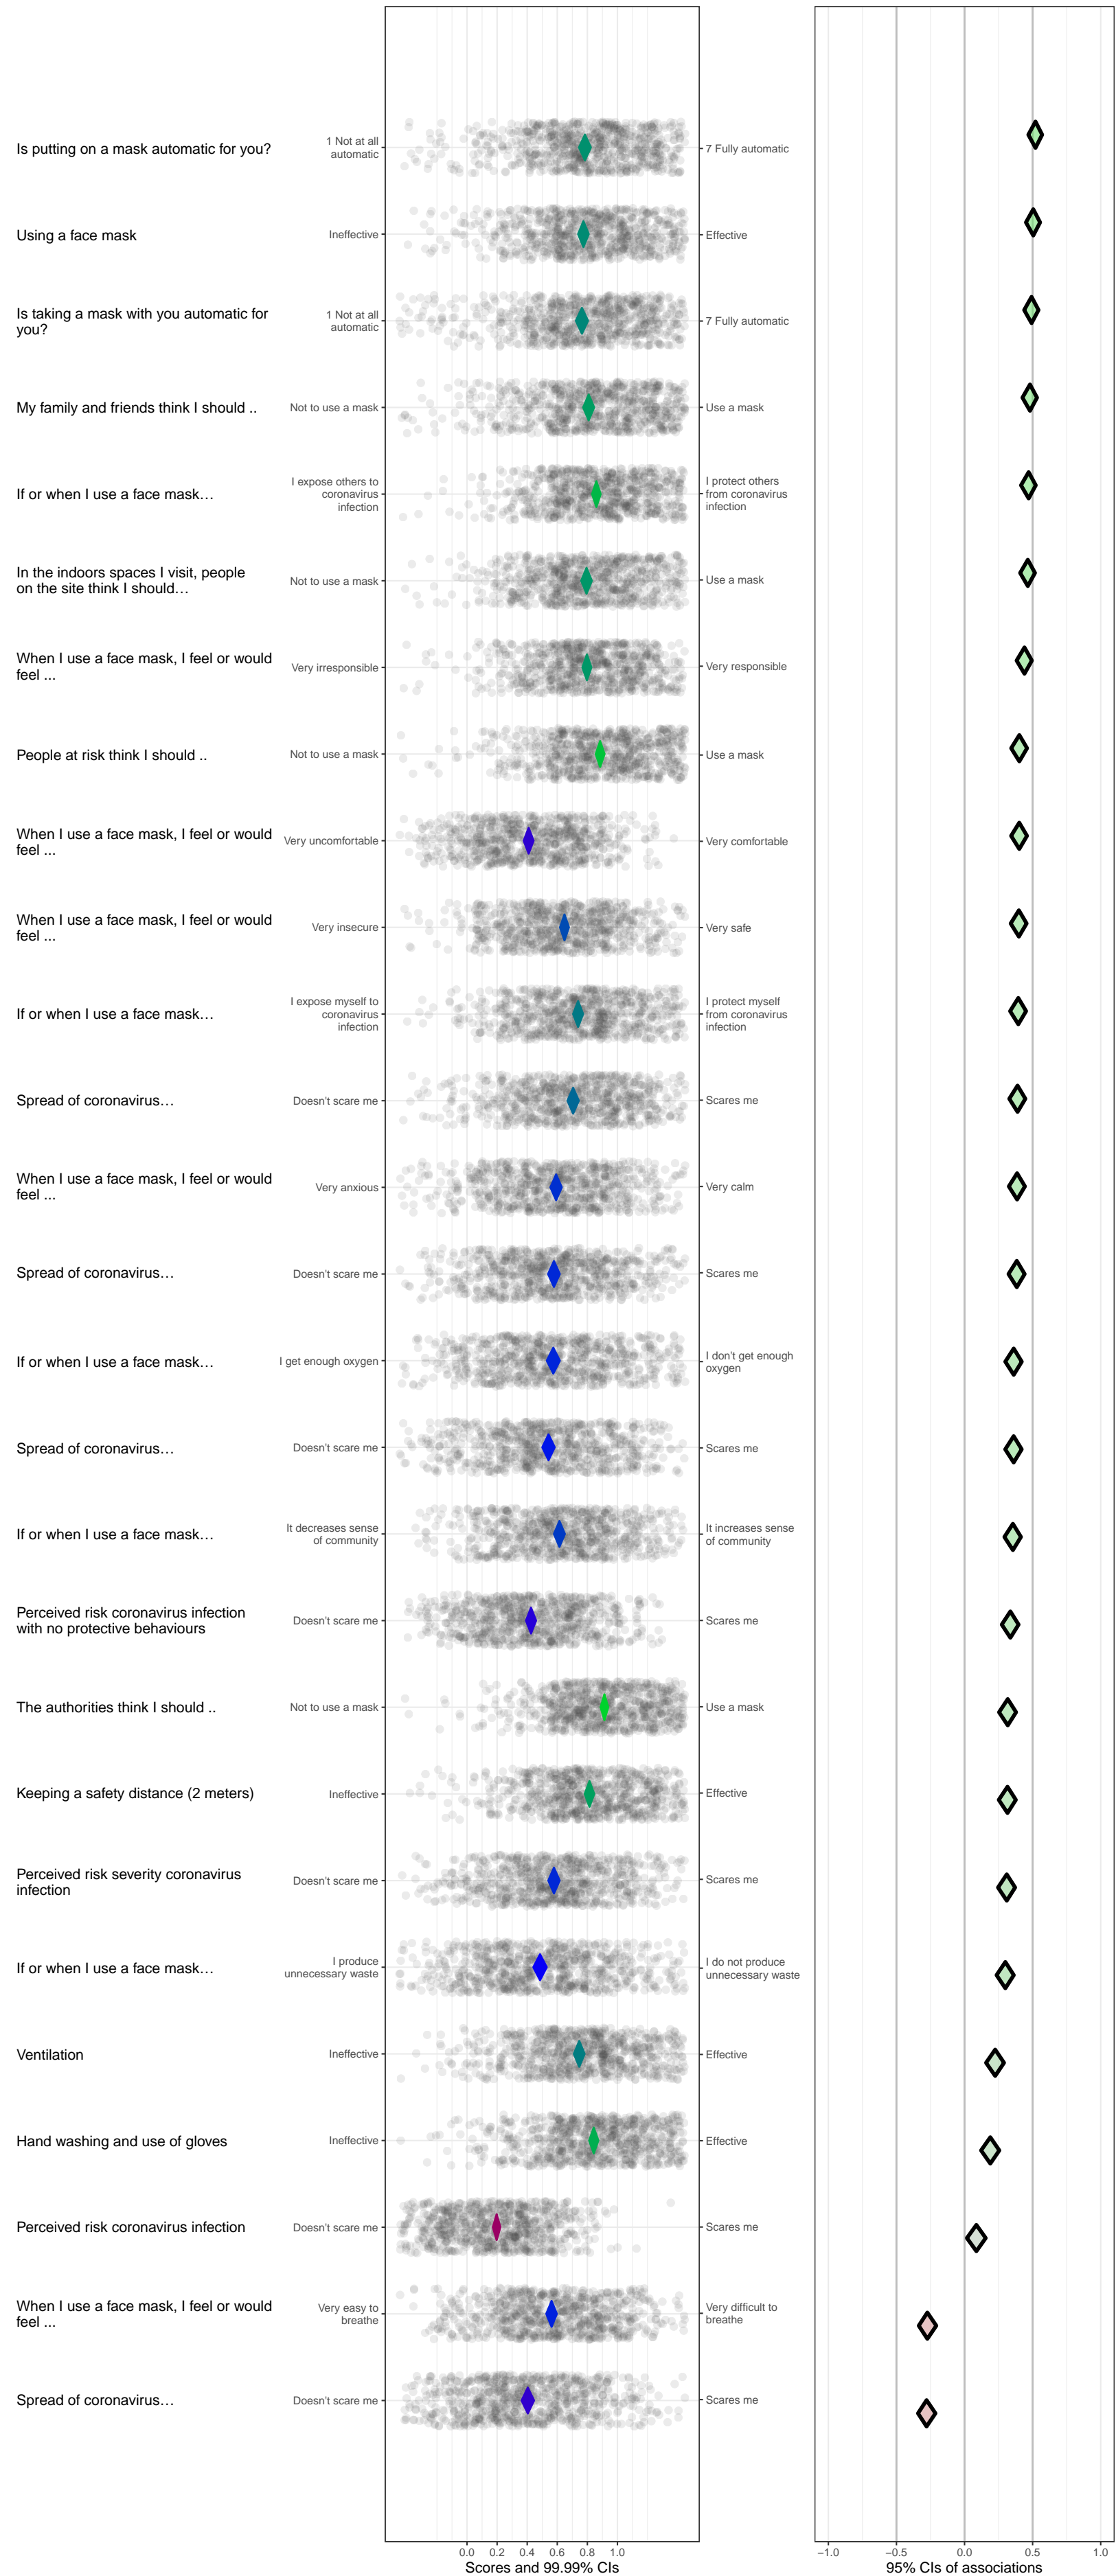 Is putting on a mask automatic for you?
1 Not at all
automatic
7 Fully automatic
Using a face mask
Ineffective
Effective
Is taking a mask with you automatic for
you?
1 Not at all
automatic
7 Fully automatic
My family and friends think I should ..
Not to use a mask
Use a mask
If or when I use a face mask…
I expose others to
coronavirus
infection
I protect others
from coronavirus
infection
In the indoors spaces I visit, people
on the site think I should…
Not to use a mask
Use a mask
When I use a face mask, I feel or would
feel ...
Very irresponsible
Very responsible
People at risk think I should ..
Not to use a mask
Use a mask
When I use a face mask, I feel or would
feel ...
Very uncomfortable
Very comfortable
When I use a face mask, I feel or would
feel ...
Very insecure
Very safe
If or when I use a face mask…
I expose myself to
coronavirus
infection
I protect myself
from coronavirus
infection
Spread of coronavirus…
Doesn't scare me
Scares me
When I use a face mask, I feel or would
feel ...
Very anxious
Very calm
Spread of coronavirus…
Doesn't scare me
Scares me
If or when I use a face mask…
I get enough oxygen
I don't get enough
oxygen
Spread of coronavirus…
Doesn't scare me
Scares me
If or when I use a face mask…
It decreases sense
of community
It increases sense
of community
Perceived risk coronavirus infection
with no protective behaviours
Doesn't scare me
Scares me
The authorities think I should ..
Not to use a mask
Use a mask
Keeping a safety distance (2 meters)
Ineffective
Effective
Perceived risk severity coronavirus
infection
Doesn't scare me
Scares me
If or when I use a face mask…
I produce
unnecessary waste
I do not produce
unnecessary waste
Ventilation
Ineffective
Effective
Hand washing and use of gloves
Ineffective
Effective
Perceived risk coronavirus infection
Doesn't scare me
Scares me
When I use a face mask, I feel or would
feel ...
Very easy to
breathe
Very difficult to
breathe
Spread of coronavirus…
Doesn't scare me
Scares me
0.0 0.2 0.4 0.6 0.8 1.0
Scores and 99.99% CIs
−1.0 −0.5 0.0 0.5 1.0
95% CIs of associations